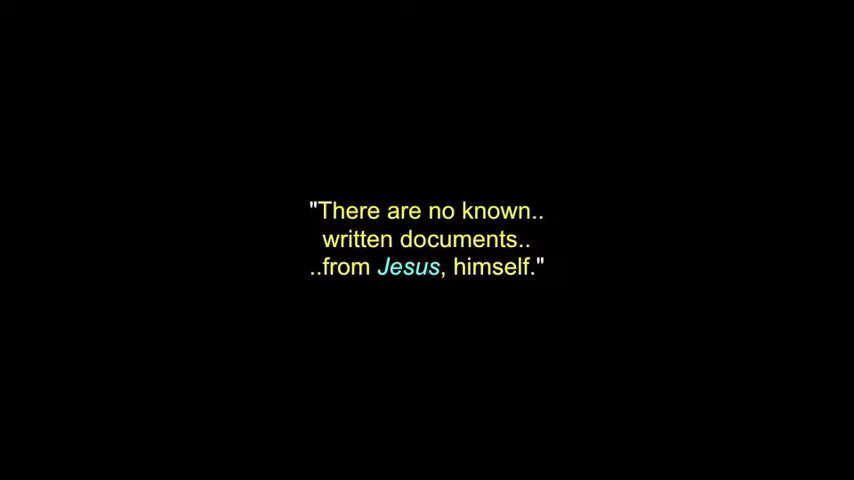 "There are no known..
written documents..
..from Jesus, himself."